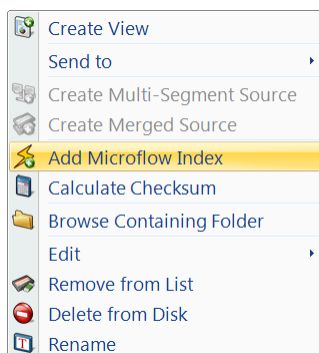 Create View
Send to
Create Multi-Segment Source
Create Merged Source
Add Microflow Index
Calculate Checksum
Browse Containing Folder
Edit
Remove from List
Delete from Disk
Rename